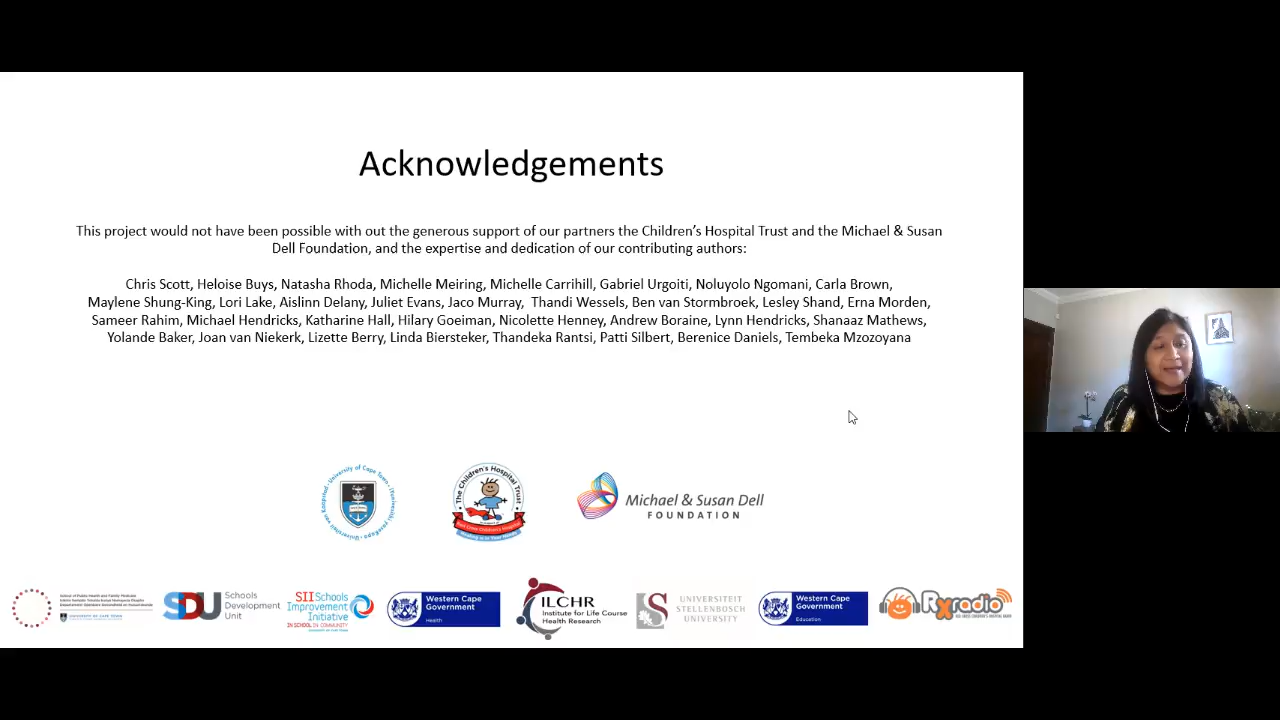 Acknowledgements
This project would not have been possible with out the generous support of our partners the Children's Hospital Trust and the Michael & Susan
Dell Foundation, and the expertise and dedication of our contributing authors:
Chris Scott, Heloise Buys, Natasha Rhoda, Michelle Meiring, Michelle Carrihill, Gabriel Urgoiti, Noluyolo Ngomani, Carla Brown,
Maylene Shung-King, Lori Lake, Aislinn Delany, Juliet Evans, Jaco Murray, Thandi Wessels, Ben van Stormbroek, Lesley Shand, Erna Morden,
Sameer Rahim, Michael Hendricks, Katharine Hall, Hilary Goeiman, Nicolette Henney, Andrew Boraine, Lynn Hendricks, Shanaaz Mathews,
Yolande Baker, Joan van Niekerk, Lizette Berry, Linda Biersteker, Thandeka Rantsi, Patti Silbert, Berenice Daniels, Tembeka Mzozoyana
University of Cape Town
The Children's Hospital Trust
Michael & Susan Dell
FOUNDATION
SDU
Schools
Development
Unit
SII Schools
Improvement
Initiative
IN SCHOOL IN COMMUNITY
Western Cape
Government
Health
ILCHR
Institute for Life Course
Health Research
UNIVERSITEIT
STELLENBOSCH
UNIVERSITY
Western Cape
Government
Education
Rxradio